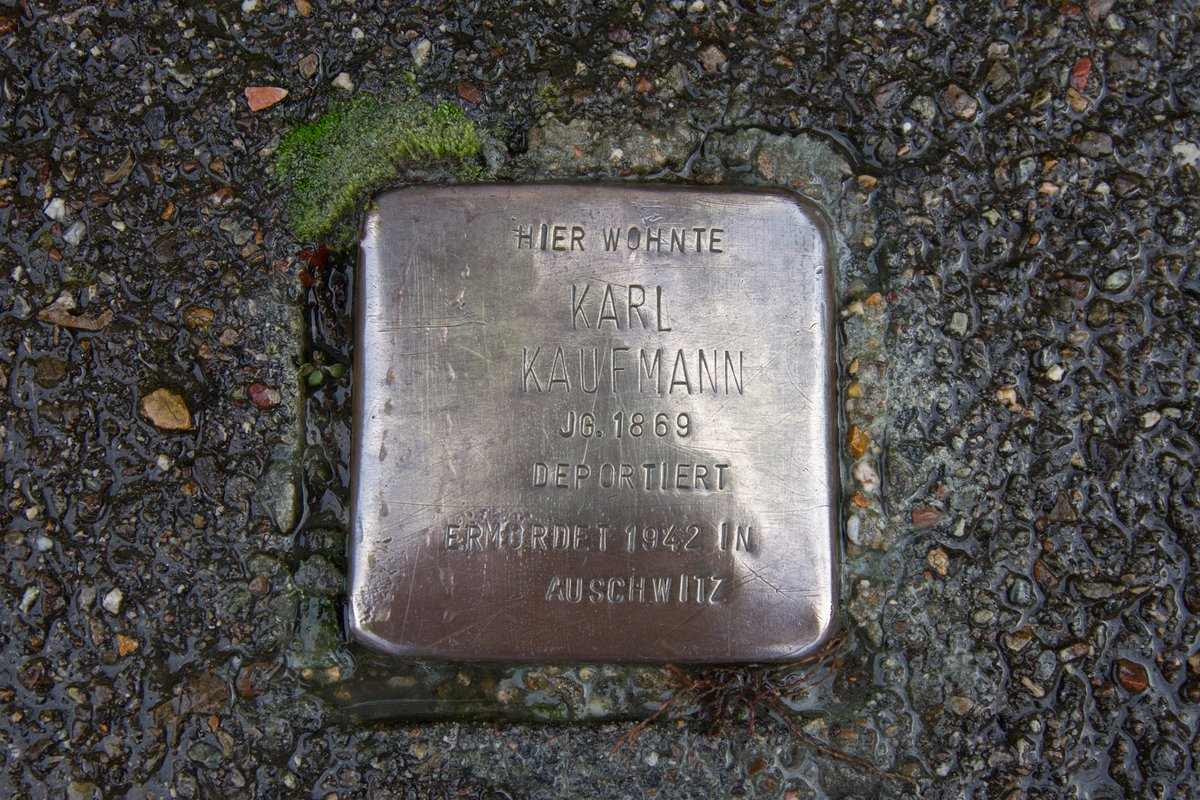 HIER WOHNTE
KARL
KAUFMANN
JG. 1869
DEPORTIERT
ERMORDET 1942 IN
AUSCHWITZ